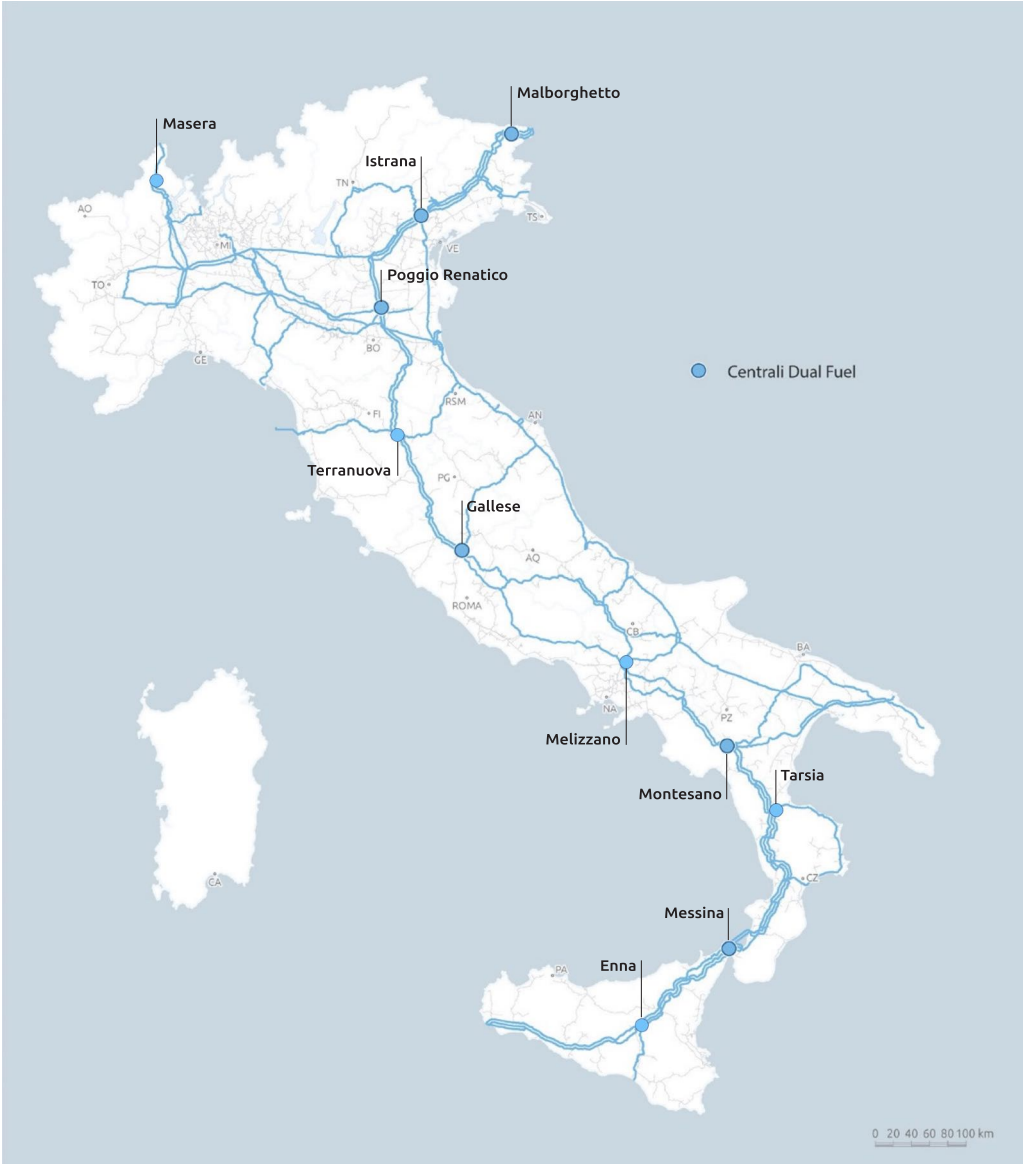 Malborghetto
Masera
Istrana
TN
AO
TS
MI
VE
Poggio Renatico
TO
BO
GE
Centrali Dual Fuel
RSM
FI
AN
Terranuova
PG
Gallese
AQ
ROMA
CB
BA
NA
PZ
Melizzano
Tarsia
Montesano
CZ
CA
Messina
Enna
PA
0 20 40 60 80 100 km